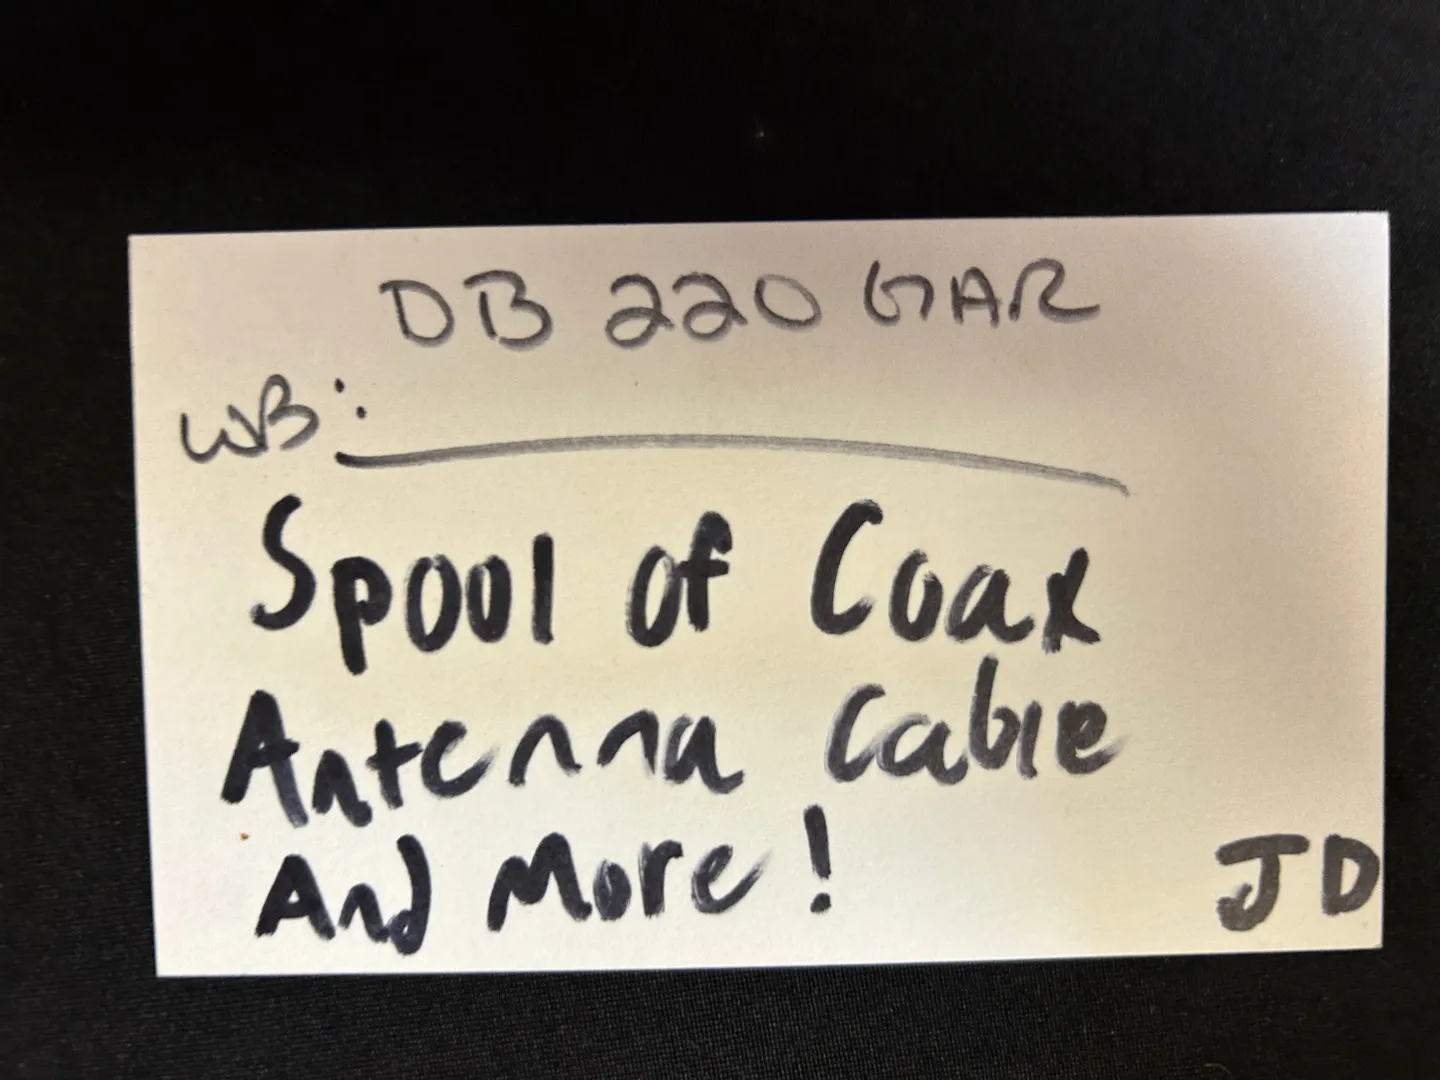 DB 220 GAR
WB:
Spool of Coax
Antenna Cable
And More!
JD